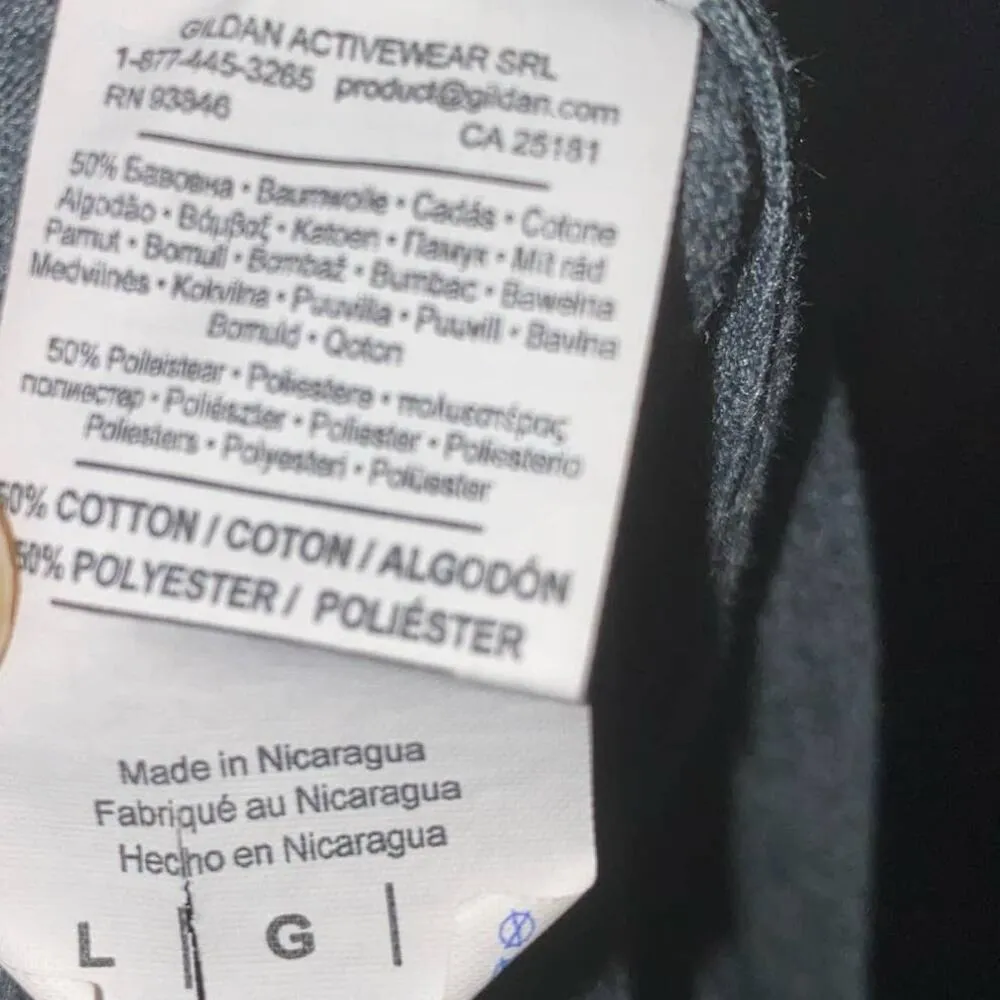 GILDAN ACTIVEWEAR SRL
1-877-445-3265 product@gildan.com
RN 93846
CA 25181
50% Бавовна • Baumwolle • Cadás • Cotone
Algodão • Βάμβαξ • Katoen • Памук • Mit rád
Pamut • Bomull • Bombaž • Bumbac • Bawełna
Medvilnės • Kokvilna • Puuvilla • Puuvill • Bavlna
Bomuld • Qoton
50% Poileistear • Poliestere • πολυεστέρας
полиестер • Poliészter • Poliester • Poliesterio
Poliesters • Polyesteri • Polüester
50% COTTON / COTON / ALGODÓN
50% POLYESTER / POLIÉSTER
Made in Nicaragua
Fabriqué au Nicaragua
Hecho en Nicaragua
L | G |